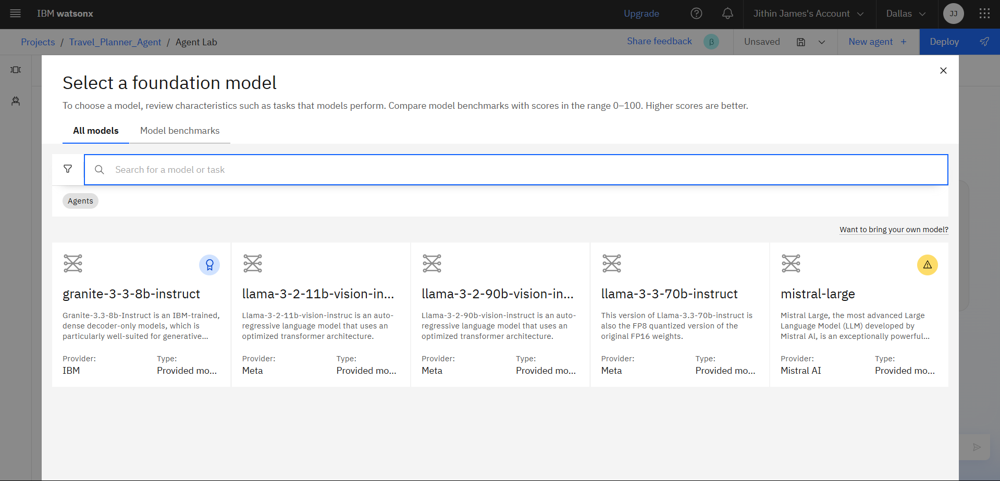 IBM watsonx
Upgrade
Jithin James's Account
Dallas
JJ
Projects / Travel_Planner_Agent / Agent Lab
Share feedback
β
Unsaved
New agent +
Deploy
Select a foundation model
To choose a model, review characteristics such as tasks that models perform. Compare model benchmarks with scores in the range 0–100. Higher scores are better.
All models
Model benchmarks
Search for a model or task
Agents
Want to bring your own model?
granite-3-3-8b-instruct
Granite-3.3-8b-Instruct is an IBM-trained,
dense decoder-only models, which is
particularly well-suited for generative...
Provider:
IBM
Type:
Provided mo...
llama-3-2-11b-vision-in...
Llama-3-2-11b-vision-instruc is an auto-
regressive language model that uses an
optimized transformer architecture.
Provider:
Meta
Type:
Provided mo...
llama-3-2-90b-vision-in...
Llama-3-2-90b-vision-instruct is an auto-
regressive language model that uses an
optimized transformer architecture.
Provider:
Meta
Type:
Provided mo...
llama-3-3-70b-instruct
This version of Llama-3.3-70b-instruct is
also the FP8 quantized version of the
original FP16 weights.
Provider:
Meta
Type:
Provided mo...
mistral-large
Mistral Large, the most advanced Large
Language Model (LLM) developed by
Mistral Al, is an exceptionally powerful...
Provider:
Mistral AI
Type:
Provided mo...